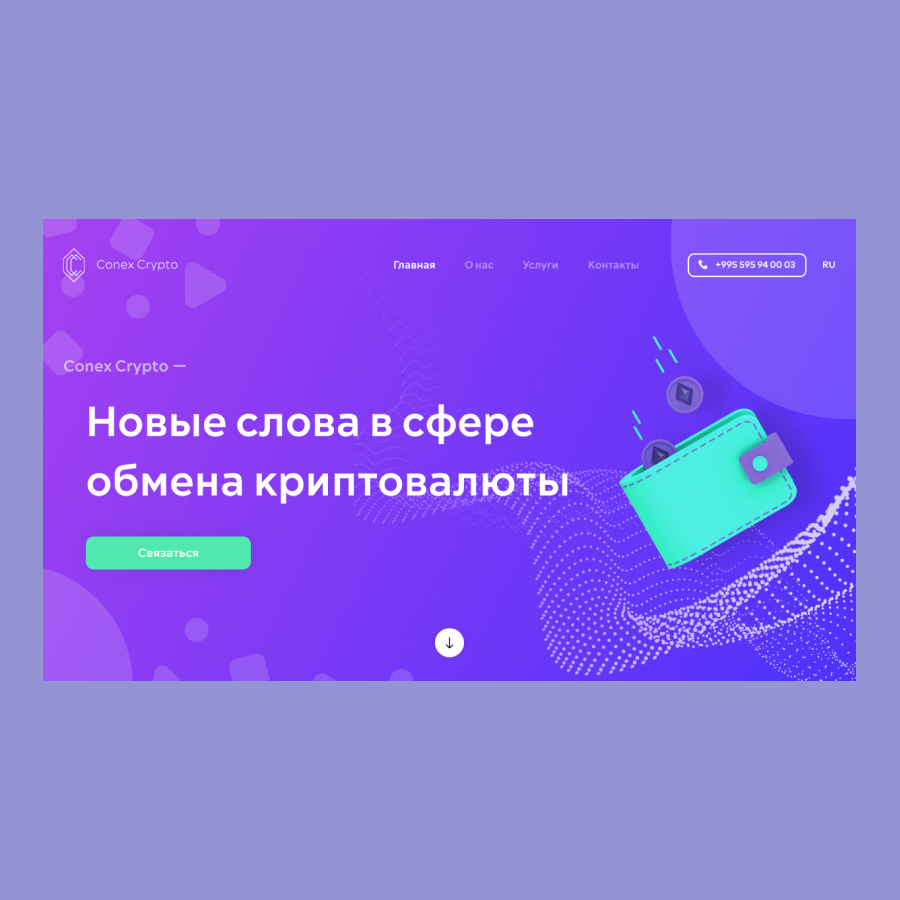 Conex Crypto
Главная
О нас
Услуги
Контакты
+995 595 94 00 03
RU
Conex Crypto —
Новые слова в сфере
обмена криптовалюты
Связаться